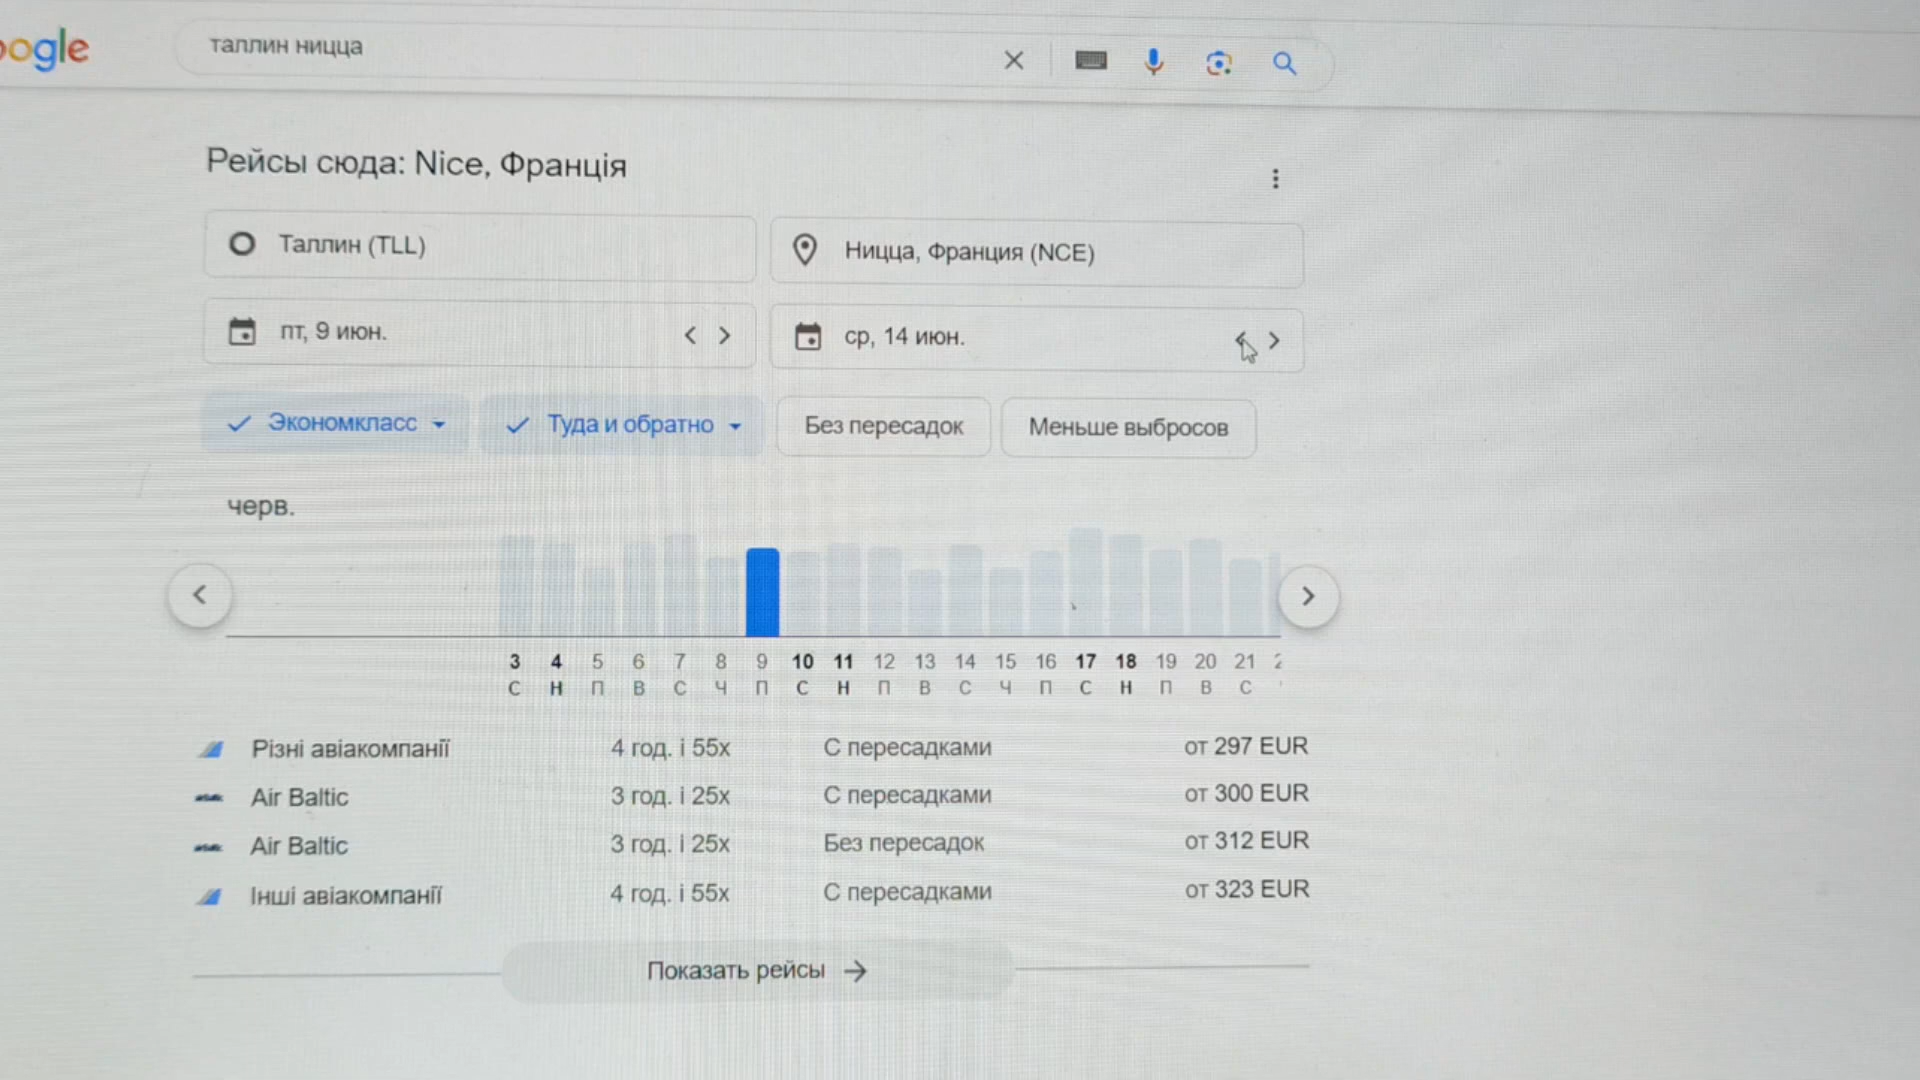 oogle
таллин ницца
Рейсы сюда: Nice, Франція
Таллин (TLL)
Ницца, Франция (NCE)
пт, 9 июн.
ср, 14 июн.
Экономкласс
Туда и обратно
Без пересадок
Меньше выбросов
черв.
3 4 5 6 7 8 9 10 11 12 13 14 15 16 17 18 19 20 21
С Н П В С Ч П С Н П В С Ч П С Н П В С
Різні авіакомпанії 4 год. і 55х С пересадками от 297 EUR
Air Baltic 3 год. і 25х С пересадками от 300 EUR
Air Baltic 3 год. і 25х Без пересадок от 312 EUR
Інші авіакомпанії 4 год. і 55х С пересадками от 323 EUR
Показать рейсы